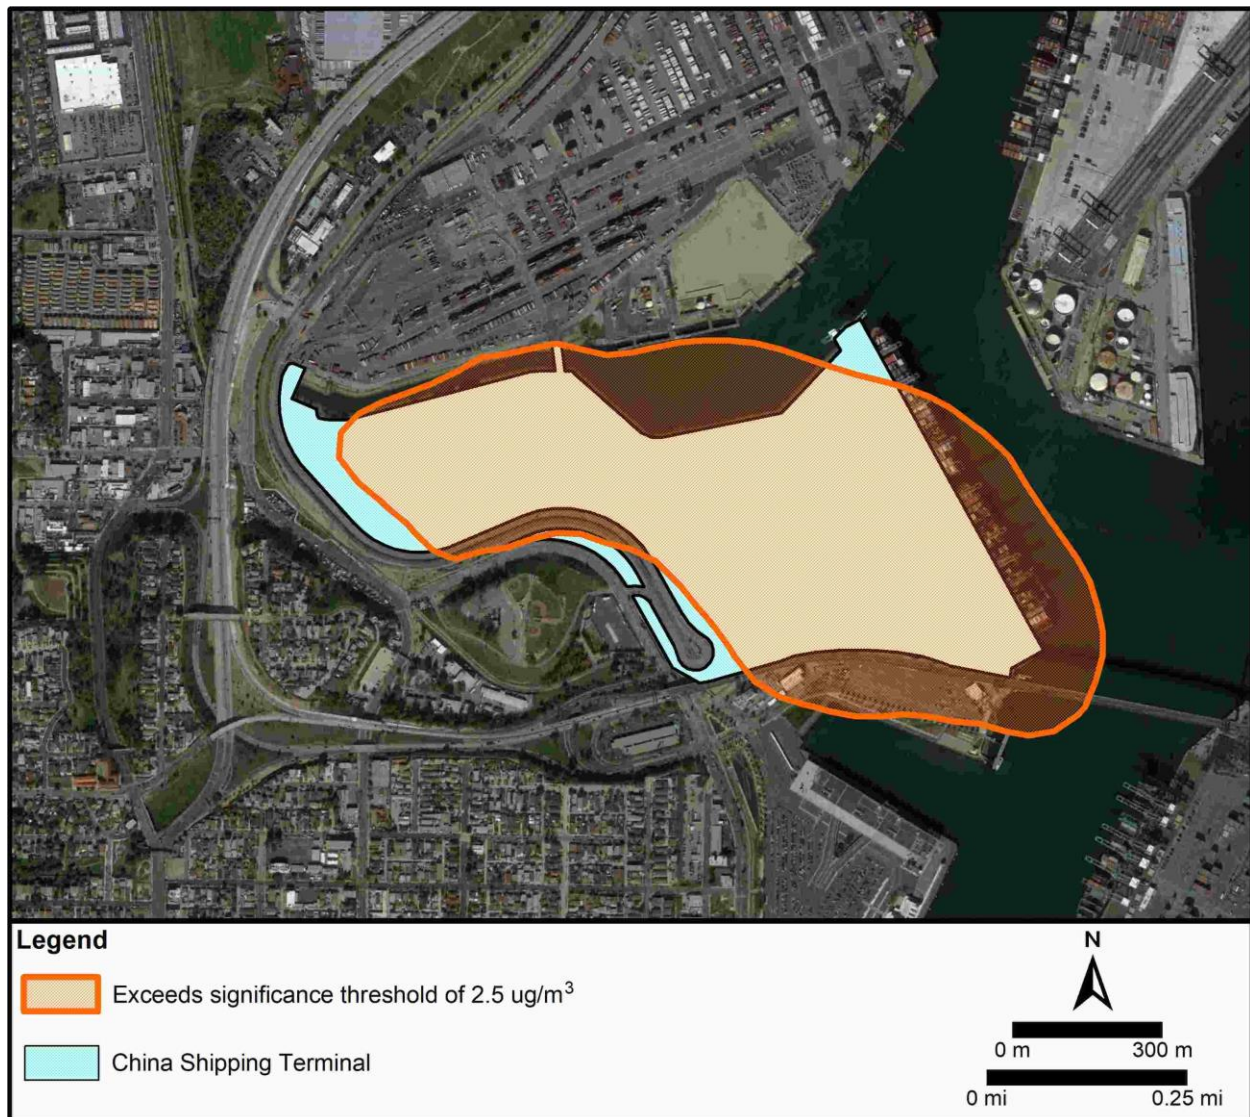 Legend
Exceeds significance threshold of 2.5 ug/m³
China Shipping Terminal
N
0 m 300 m
0 mi 0.25 mi